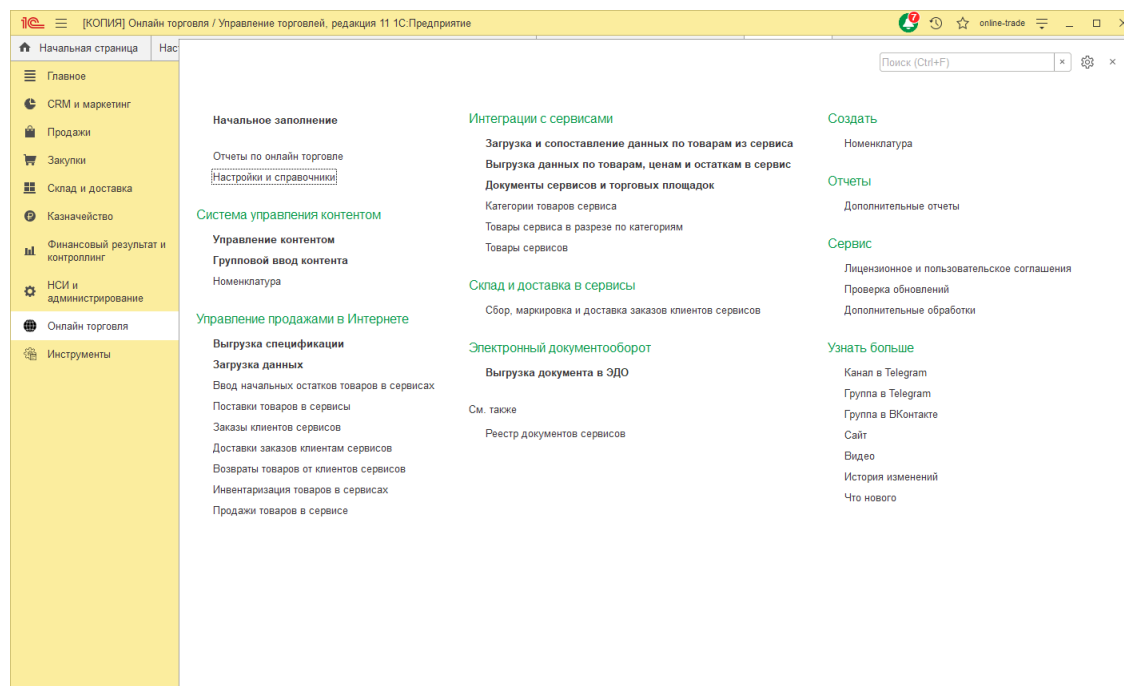 1С [КОПИЯ] Онлайн торговля / Управление торговлей, редакция 11 1С:Предприятие 7 online-trade
Начальная страница Нас
Поиск (Ctrl+F)
Главное
CRM и маркетинг
Продажи
Закупки
Склад и доставка
Казначейство
Финансовый результат и
контроллинг
НСИ и
администрирование
Онлайн торговля
Инструменты
Начальное заполнение
Отчеты по онлайн торговле
Настройки и справочники
Система управления контентом
Управление контентом
Групповой ввод контента
Номенклатура
Управление продажами в Интернете
Выгрузка спецификации
Загрузка данных
Ввод начальных остатков товаров в сервисах
Поставки товаров в сервисы
Заказы клиентов сервисов
Доставки заказов клиентам сервисов
Возвраты товаров от клиентов сервисов
Инвентаризация товаров в сервисах
Продажи товаров в сервисе
Интеграции с сервисами
Загрузка и сопоставление данных по товарам из сервиса
Выгрузка данных по товарам, ценам и остаткам в сервис
Документы сервисов и торговых площадок
Категории товаров сервиса
Товары сервиса в разрезе по категориям
Товары сервисов
Склад и доставка в сервисы
Сбор, маркировка и доставка заказов клиентов сервисов
Электронный документооборот
Выгрузка документа в ЭДО
См. также
Реестр документов сервисов
Создать
Номенклатура
Отчеты
Дополнительные отчеты
Сервис
Лицензионное и пользовательское соглашения
Проверка обновлений
Дополнительные обработки
Узнать больше
Канал в Telegram
Группа в Telegram
Группа в ВКонтакте
Сайт
Видео
История изменений
Что нового